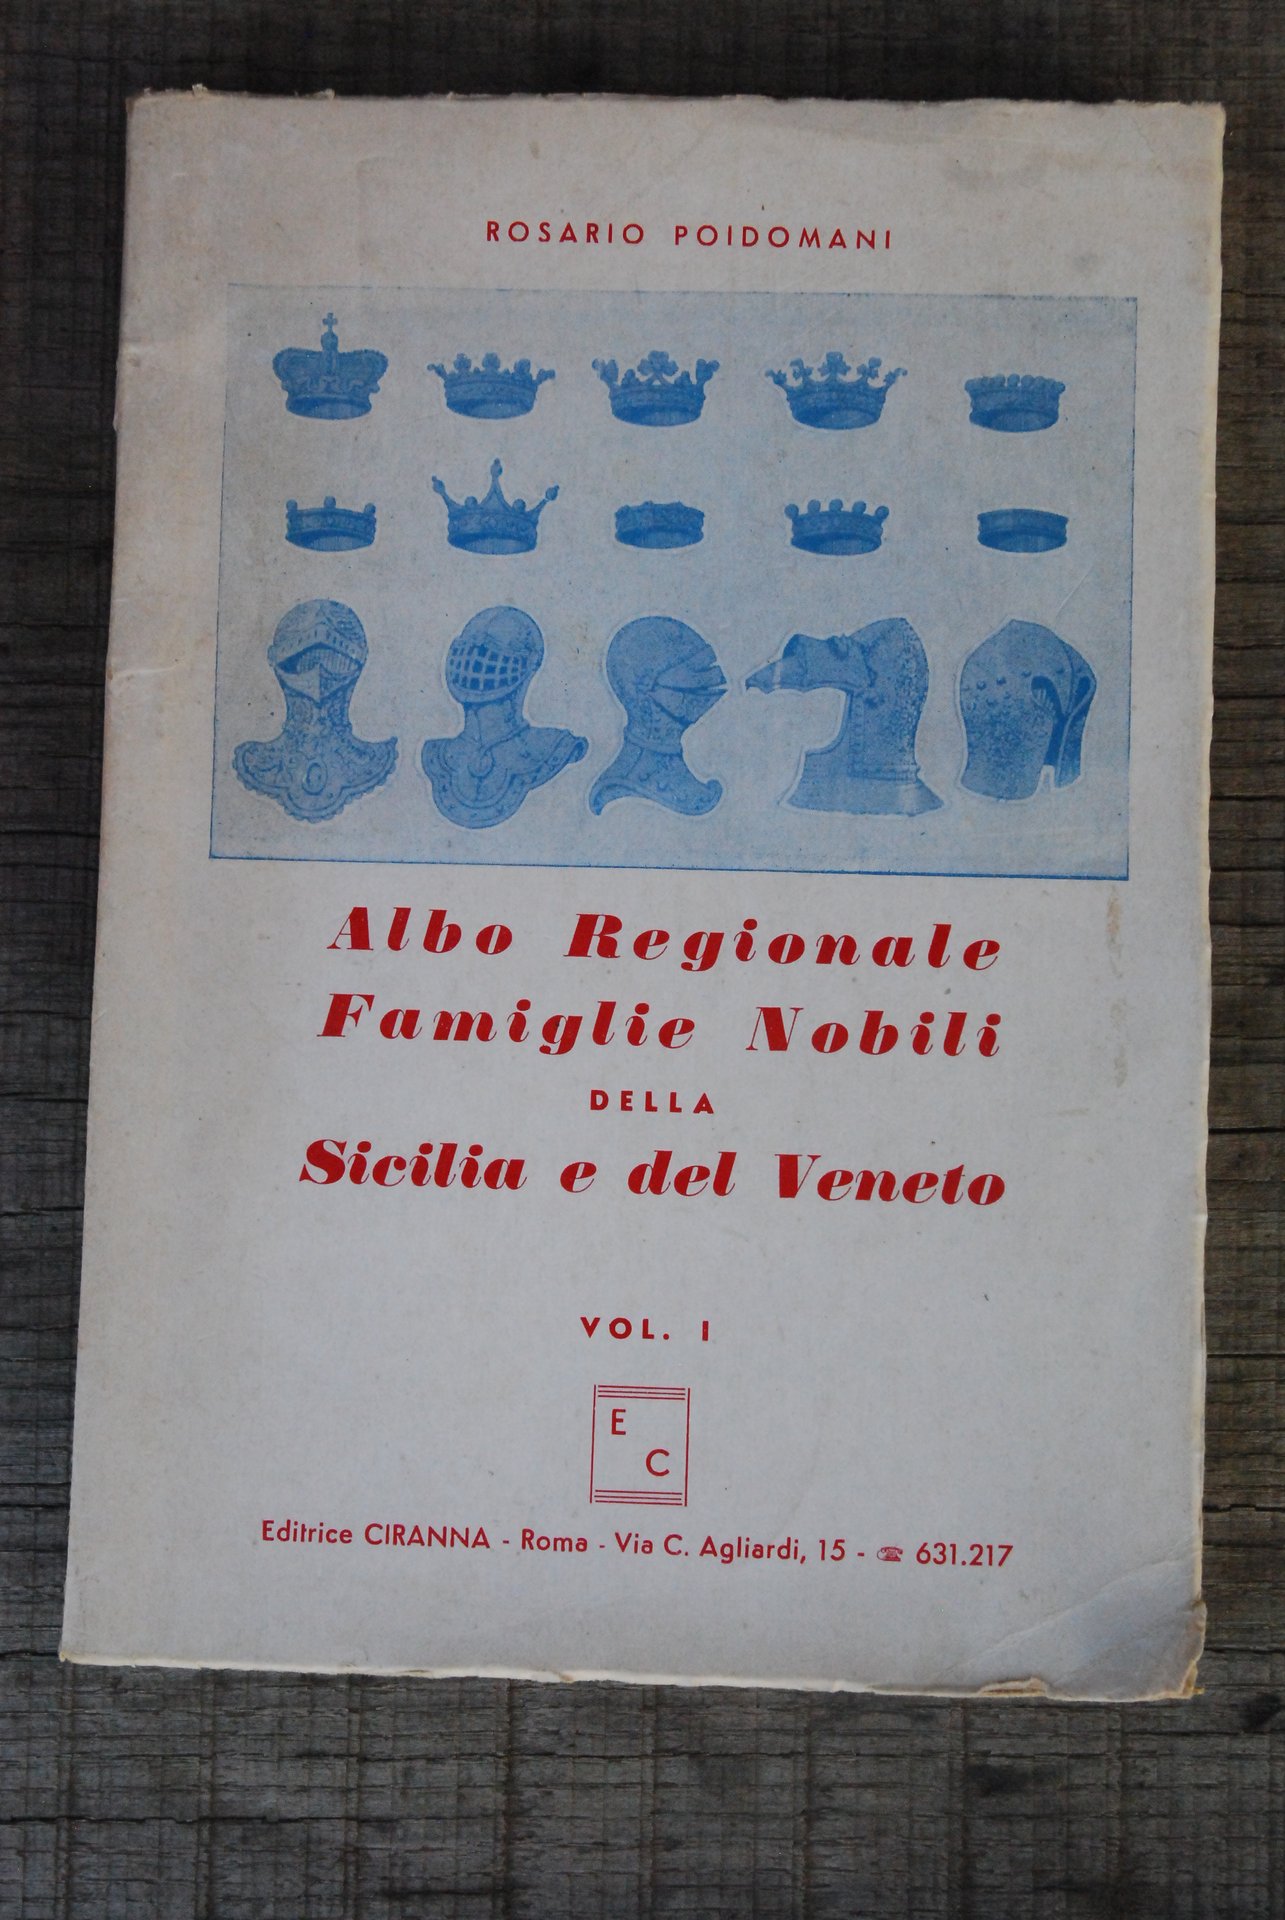 ROSARIO POIDOMANI
Albo Regionale
Famiglie Nobili
DELLA
Sicilia e del Veneto
VOL. I
E
C
Editrice CIRANNA - Roma - Via C. Agliardi, 15 - ☎ 631.217